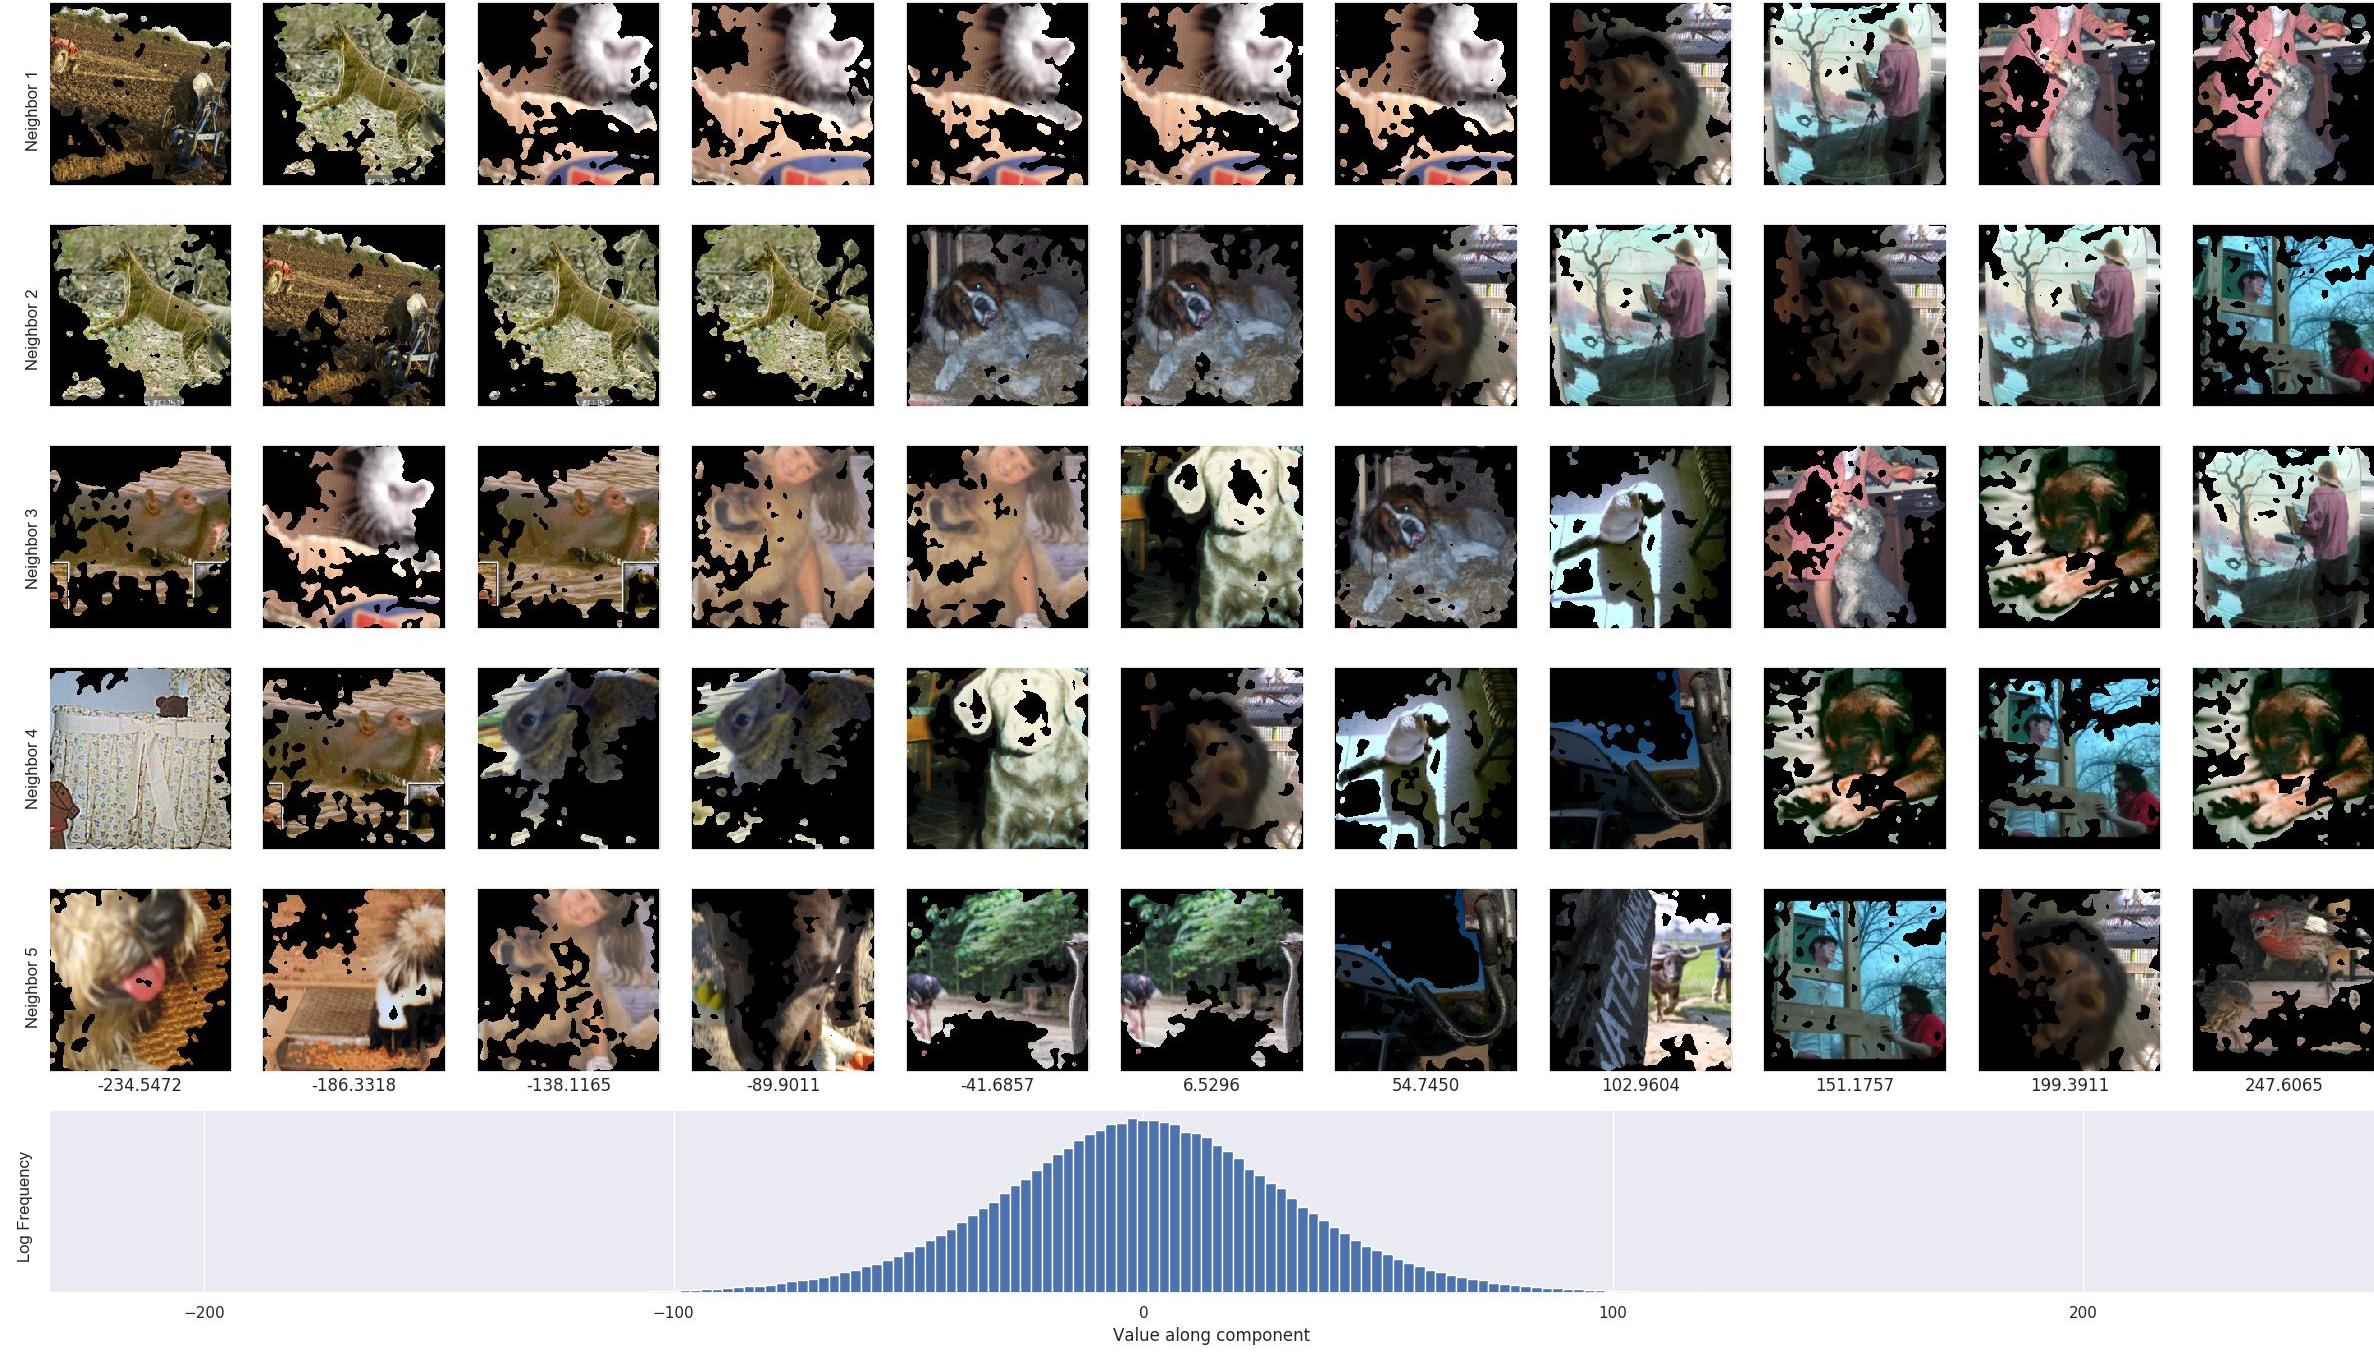 Neighbor 1
Neighbor 2
Neighbor 3
Neighbor 4
WATER
Neighbor 5
-234.5472 -186.3318 -138.1165 -89.9011 -41.6857 6.5296 54.7450 102.9604 151.1757 199.3911 247.6065
Log Frequency
−200 −100 0 100 200
Value along component